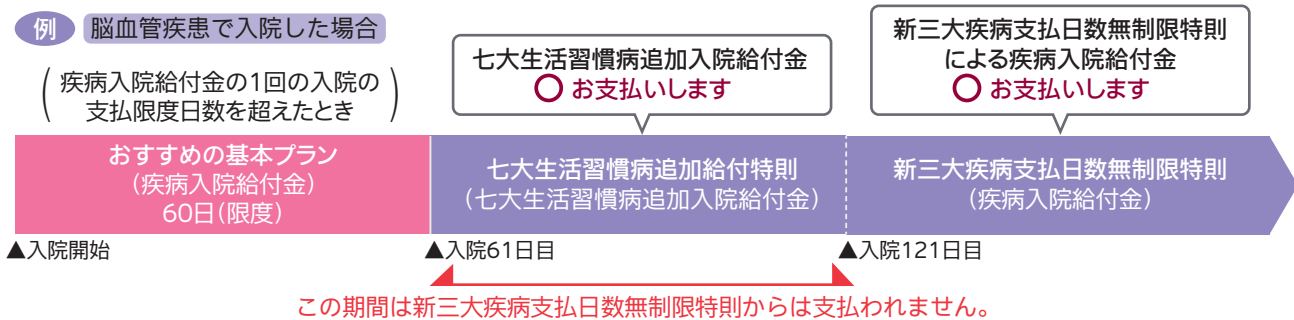 例 脳血管疾患で入院した場合
疾病入院給付金の1回の入院の
支払限度日数を超えたとき
七大生活習慣病追加入院給付金
〇 お支払いします
新三大疾病支払日数無制限特則
による疾病入院給付金
〇 お支払いします
おすすめの基本プラン
(疾病入院給付金)
60日(限度)
七大生活習慣病追加給付特則
(七大生活習慣病追加入院給付金)
新三大疾病支払日数無制限特則
(疾病入院給付金)
▲入院開始
▲入院61日目
▲入院121日目
この期間は新三大疾病支払日数無制限特則からは支払われません。